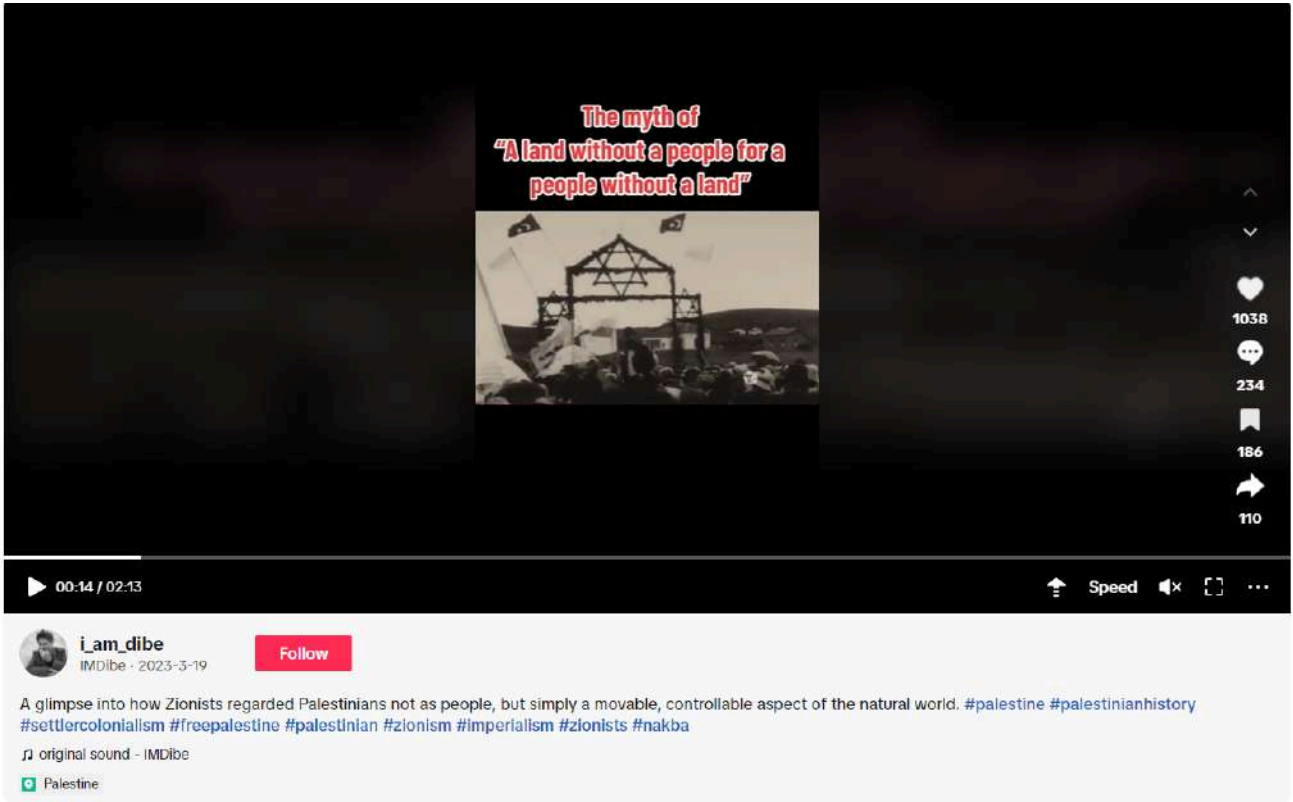 The myth of
“A land without a people for a
people without a land”
1038
234
186
110
00:14 / 02:13
Speed
i_am_dibe
IMDibe · 2023-3-19
Follow
A glimpse into how Zionists regarded Palestinians not as people, but simply a movable, controllable aspect of the natural world. #palestine #palestinianhistory
#settlercolonialism #freepalestine #palestinian #zionism #imperialism #zionists #nakba
original sound - IMDibe
Palestine